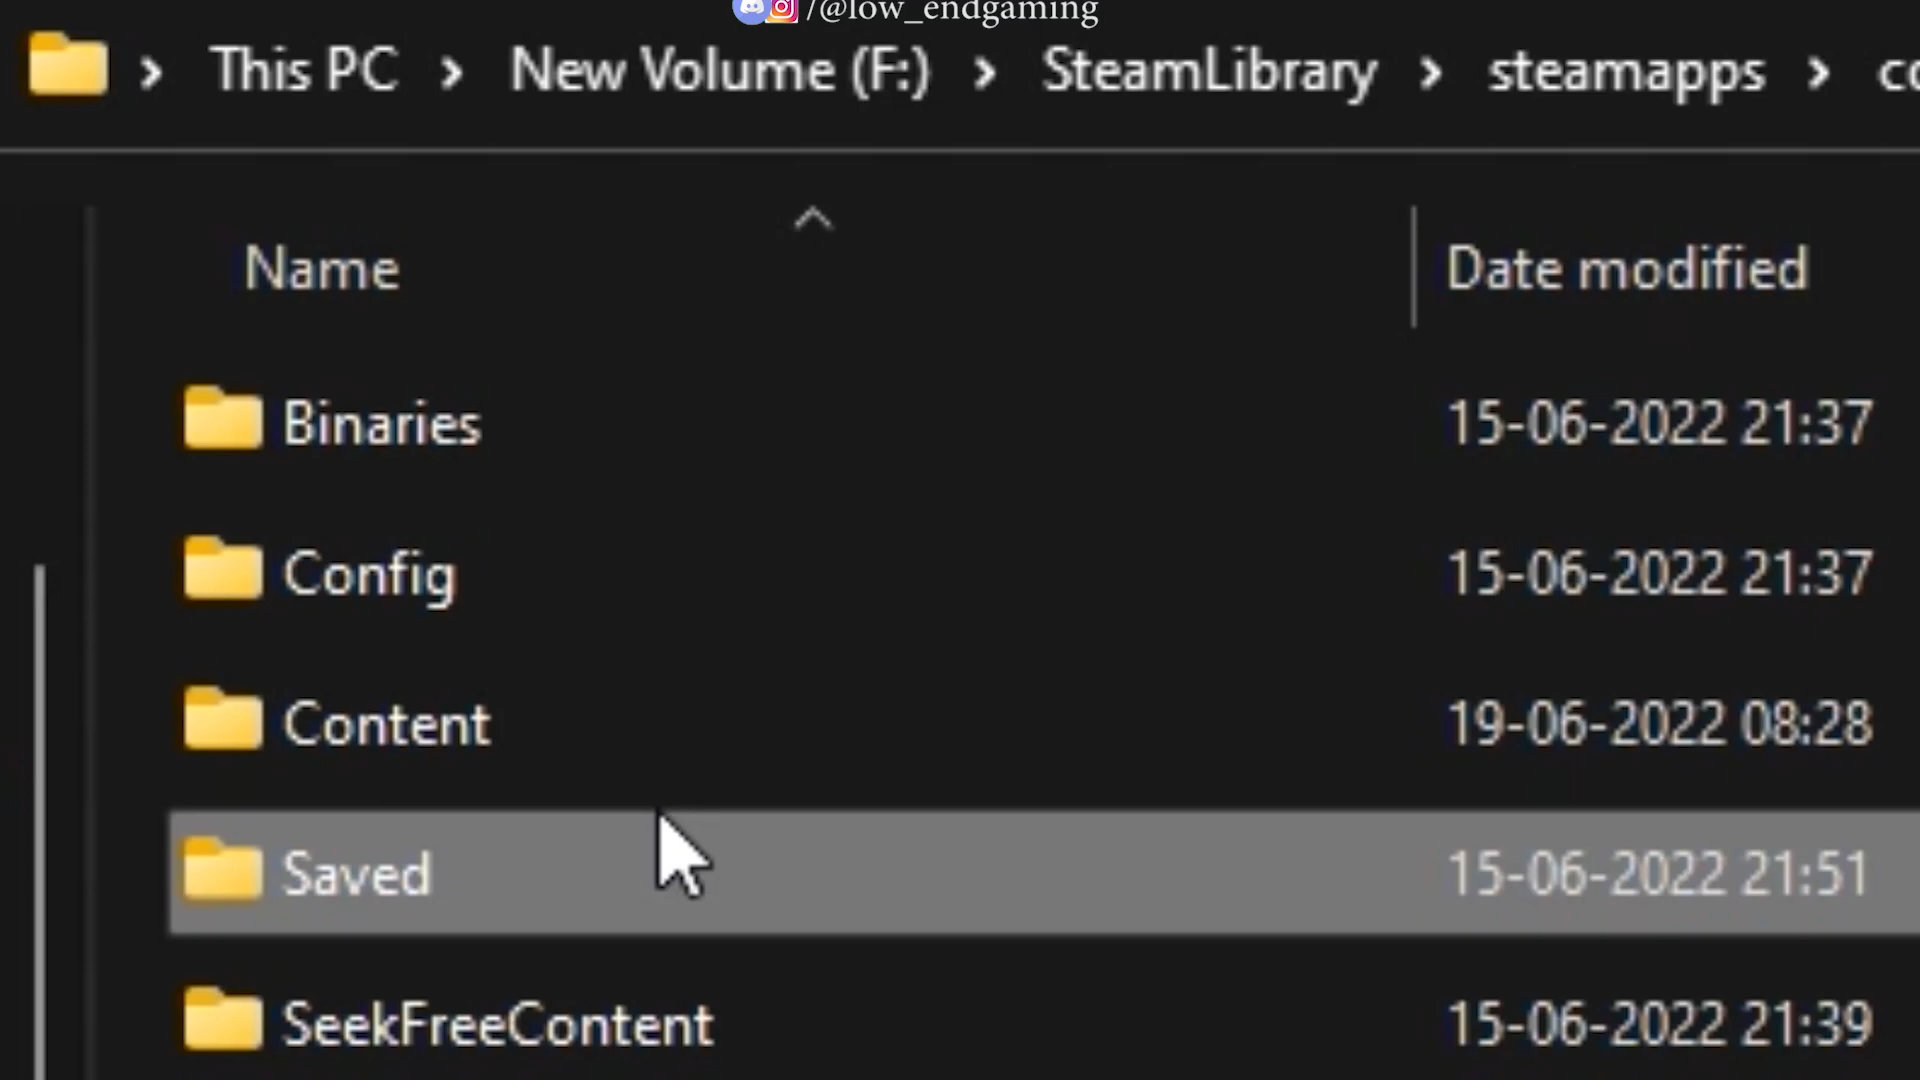 /@low_endgaming
This PC > New Volume (F:) > SteamLibrary > steamapps >
Name Date modified
Binaries 15-06-2022 21:37
Config 15-06-2022 21:37
Content 19-06-2022 08:28
Saved 15-06-2022 21:51
SeekFreeContent 15-06-2022 21:39